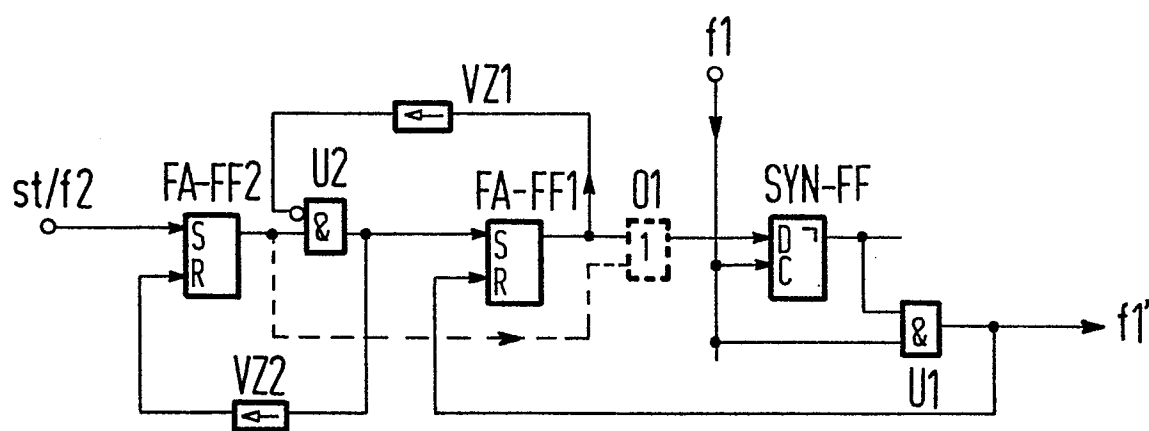 f1
VZ1
st/f2
FA-FF2
U2
FA-FF1
O1
SYN-FF
S
R
&
S
R
1
D ¬
C
&
f1'
U1
VZ2